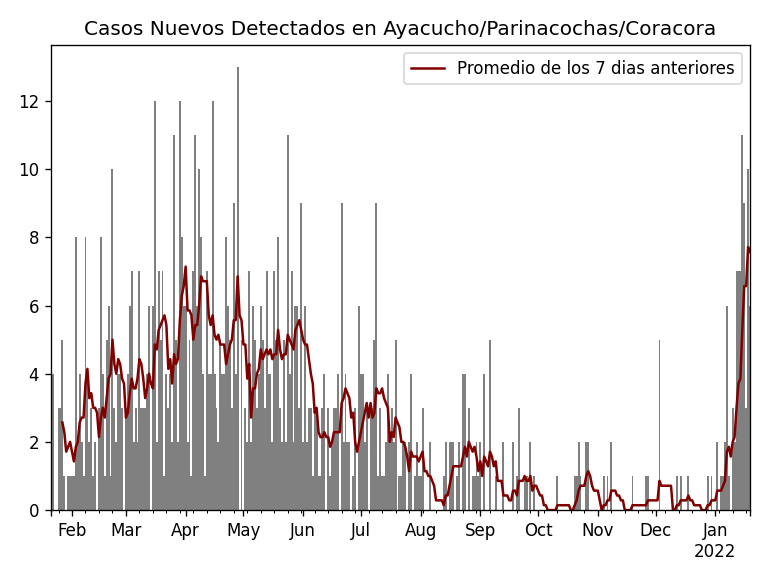 Casos Nuevos Detectados en Ayacucho/Parinacochas/Coracora
Promedio de los 7 dias anteriores
12
10
8
6
4
2
0
Feb Mar Apr May Jun Jul Aug Sep Oct Nov Dec Jan
2022